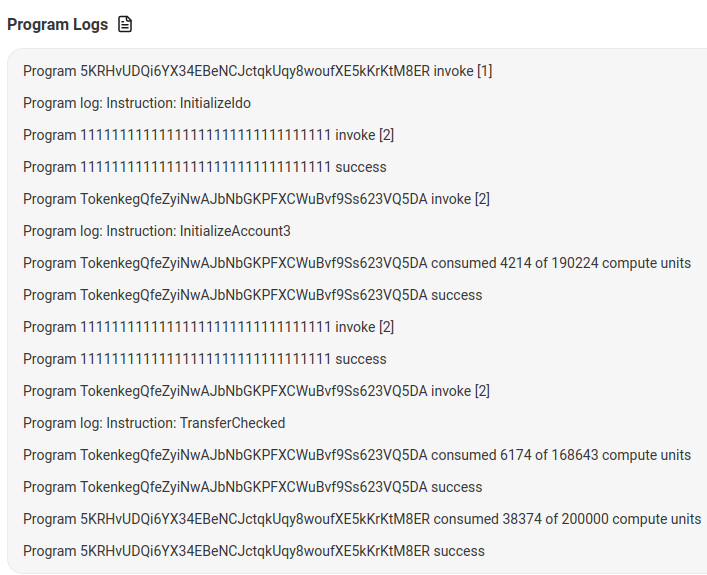 Program Logs
Program 5KRHvUDQi6YX34EBeNCJctqkUqy8woufXE5kKrKtM8ER invoke [1]
Program log: Instruction: InitializeIdo
Program 11111111111111111111111111111111 invoke [2]
Program 11111111111111111111111111111111 success
Program TokenkegQfeZyiNwAJbNbGKPFXCWuBvf9Ss623VQ5DA invoke [2]
Program log: Instruction: InitializeAccount3
Program TokenkegQfeZyiNwAJbNbGKPFXCWuBvf9Ss623VQ5DA consumed 4214 of 190224 compute units
Program TokenkegQfeZyiNwAJbNbGKPFXCWuBvf9Ss623VQ5DA success
Program 11111111111111111111111111111111 invoke [2]
Program 11111111111111111111111111111111 success
Program TokenkegQfeZyiNwAJbNbGKPFXCWuBvf9Ss623VQ5DA invoke [2]
Program log: Instruction: TransferChecked
Program TokenkegQfeZyiNwAJbNbGKPFXCWuBvf9Ss623VQ5DA consumed 6174 of 168643 compute units
Program TokenkegQfeZyiNwAJbNbGKPFXCWuBvf9Ss623VQ5DA success
Program 5KRHvUDQi6YX34EBeNCJctqkUqy8woufXE5kKrKtM8ER consumed 38374 of 200000 compute units
Program 5KRHvUDQi6YX34EBeNCJctqkUqy8woufXE5kKrKtM8ER success